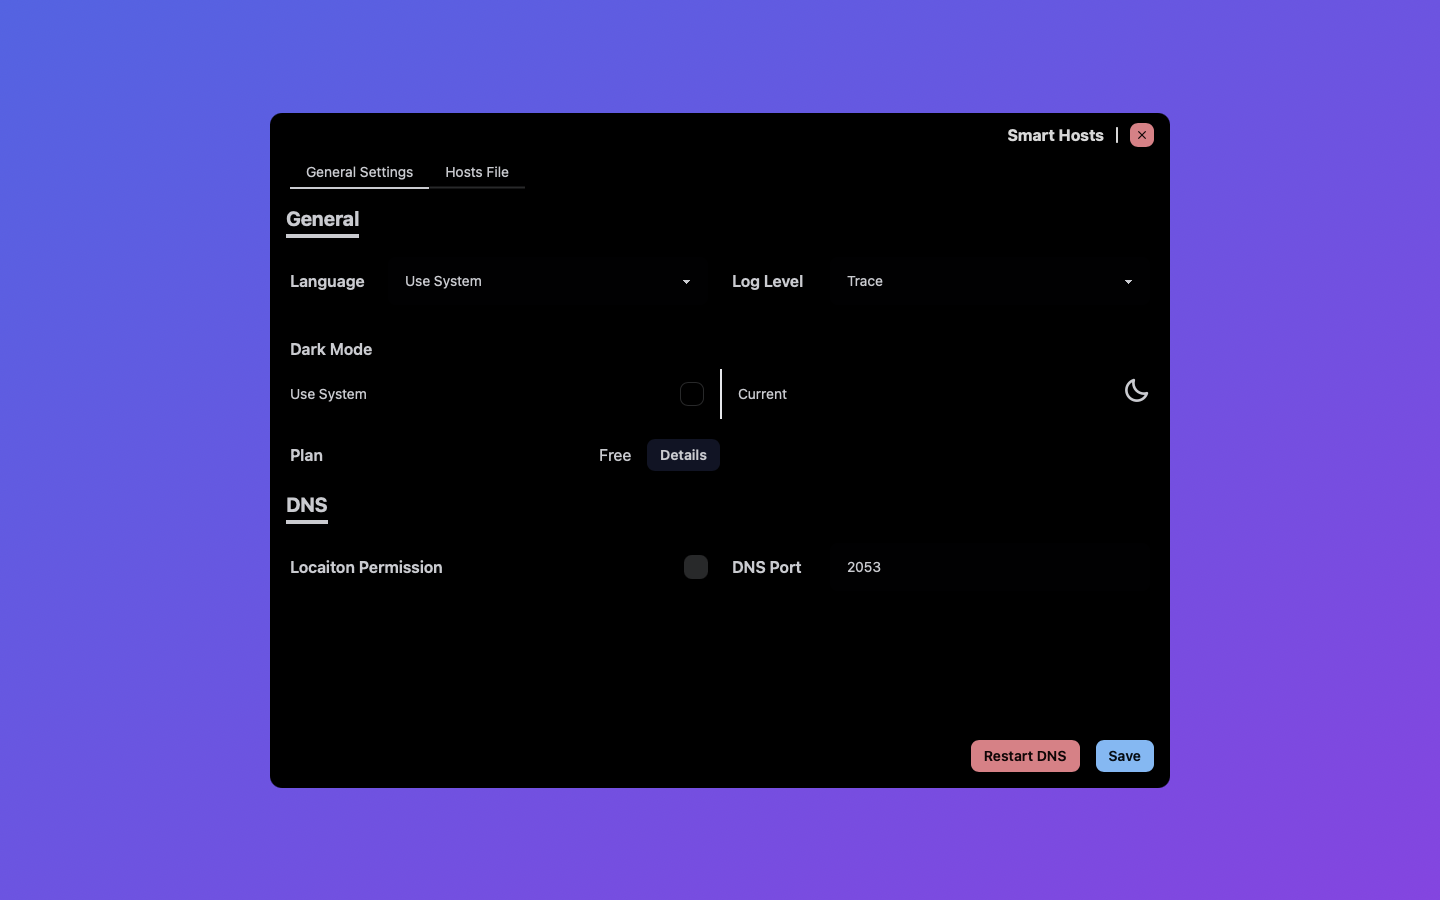 Smart Hosts
General Settings Hosts File
General
Language Use System Log Level Trace
Dark Mode
Use System Current
Plan Free Details
DNS
Locaiton Permission DNS Port 2053
Restart DNS Save